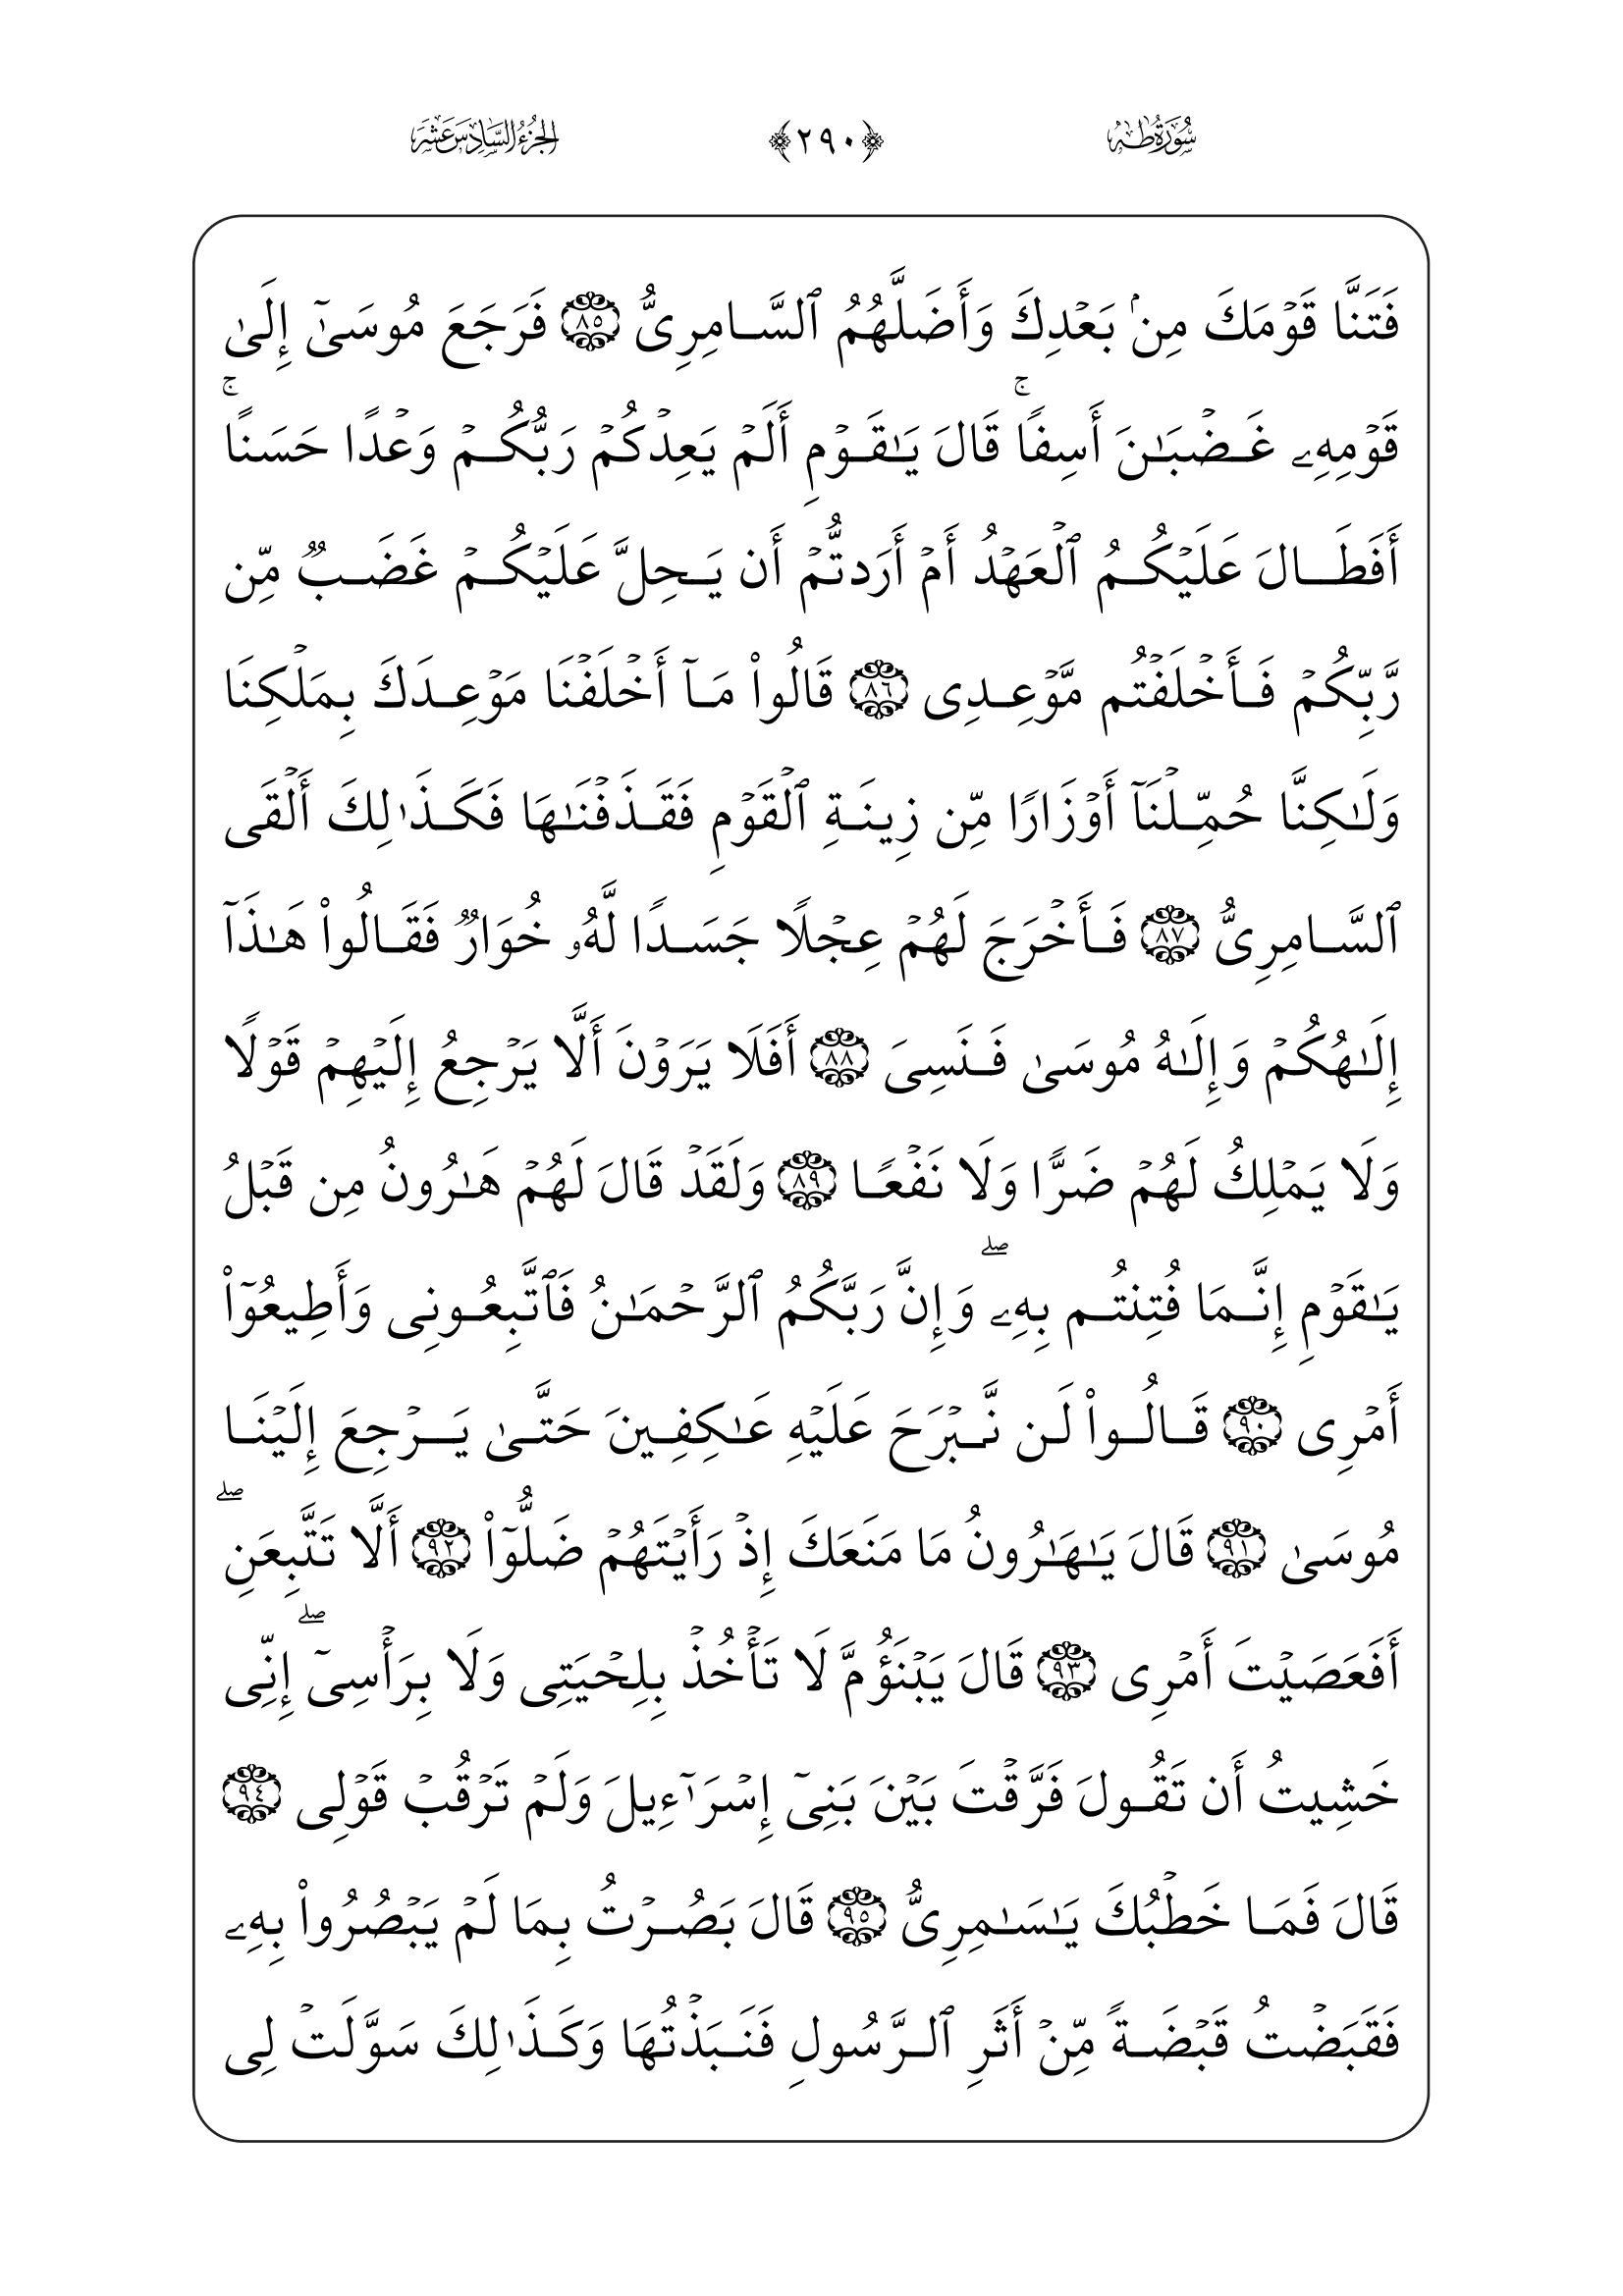 سُورَةُ طه ﴿٢٩٠﴾ الجُزْءُ السَّادِسَ عَشَرَ
فَتَنَّا قَوۡمَكَ مِنۢ بَعۡدِكَ وَأَضَلَّهُمُ ٱلسَّامِرِيُّ ٨٥ فَرَجَعَ مُوسَىٰٓ إِلَىٰ
قَوۡمِهِۦ غَضۡبَٰنَ أَسِفٗاۚ قَالَ يَٰقَوۡمِ أَلَمۡ يَعِدۡكُمۡ رَبُّكُمۡ وَعۡدًا حَسَنًاۚ
أَفَطَالَ عَلَيۡكُمُ ٱلۡعَهۡدُ أَمۡ أَرَدتُّمۡ أَن يَحِلَّ عَلَيۡكُمۡ غَضَبٞ مِّن
رَّبِّكُمۡ فَأَخۡلَفۡتُم مَّوۡعِدِي ٨٦ قَالُواْ مَآ أَخۡلَفۡنَا مَوۡعِدَكَ بِمَلۡكِنَا
وَلَٰكِنَّا حُمِّلۡنَآ أَوۡزَارٗا مِّن زِينَةِ ٱلۡقَوۡمِ فَقَذَفۡنَٰهَا فَكَذَٰلِكَ أَلۡقَى
ٱلسَّامِرِيُّ ٨٧ فَأَخۡرَجَ لَهُمۡ عِجۡلٗا جَسَدٗا لَّهُۥ خُوَارٞ فَقَالُواْ هَٰذَآ
إِلَٰهُكُمۡ وَإِلَٰهُ مُوسَىٰ فَنَسِيَ ٨٨ أَفَلَا يَرَوۡنَ أَلَّا يَرۡجِعُ إِلَيۡهِمۡ قَوۡلٗا
وَلَا يَمۡلِكُ لَهُمۡ ضَرّٗا وَلَا نَفۡعٗا ٨٩ وَلَقَدۡ قَالَ لَهُمۡ هَٰرُونُ مِن قَبۡلُ
يَٰقَوۡمِ إِنَّمَا فُتِنتُم بِهِۦۖ وَإِنَّ رَبَّكُمُ ٱلرَّحۡمَٰنُ فَٱتَّبِعُونِي وَأَطِيعُوٓاْ
أَمۡرِي ٩٠ قَالُواْ لَن نَّبۡرَحَ عَلَيۡهِ عَٰكِفِينَ حَتَّىٰ يَرۡجِعَ إِلَيۡنَا
مُوسَىٰ ٩١ قَالَ يَٰهَٰرُونُ مَا مَنَعَكَ إِذۡ رَأَيۡتَهُمۡ ضَلُّوٓاْ ٩٢ أَلَّا تَتَّبِعَنِۖ
أَفَعَصَيۡتَ أَمۡرِي ٩٣ قَالَ يَبۡنَؤُمَّ لَا تَأۡخُذۡ بِلِحۡيَتِي وَلَا بِرَأۡسِيٓۖ إِنِّي
خَشِيتُ أَن تَقُولَ فَرَّقۡتَ بَيۡنَ بَنِيٓ إِسۡرَٰٓءِيلَ وَلَمۡ تَرۡقُبۡ قَوۡلِي ٩٤
قَالَ فَمَا خَطۡبُكَ يَٰسَٰمِرِيُّ ٩٥ قَالَ بَصُرۡتُ بِمَا لَمۡ يَبۡصُرُواْ بِهِۦ
فَقَبَضۡتُ قَبۡضَةٗ مِّنۡ أَثَرِ ٱلرَّسُولِ فَنَبَذۡتُهَا وَكَذَٰلِكَ سَوَّلَتۡ لِي